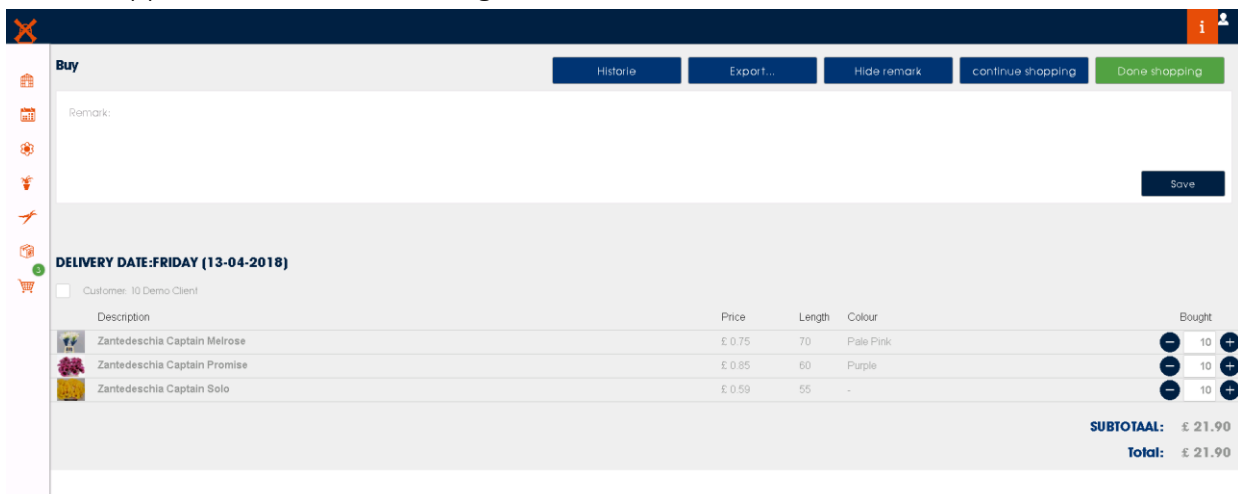 i
Buy
Historie
Export...
Hide remark
continue shopping
Done shopping
Remark:
Save
3
DELIVERY DATE:FRIDAY (13-04-2018)
Customer: 10 Demo Client
Description Price Length Colour Bought
Zantedeschia Captain Melrose £ 0.75 70 Pale Pink 10
Zantedeschia Captain Promise £ 0.85 60 Purple 10
Zantedeschia Captain Solo £ 0.59 55 - 10
SUBTOTAAL: £ 21.90
Total: £ 21.90